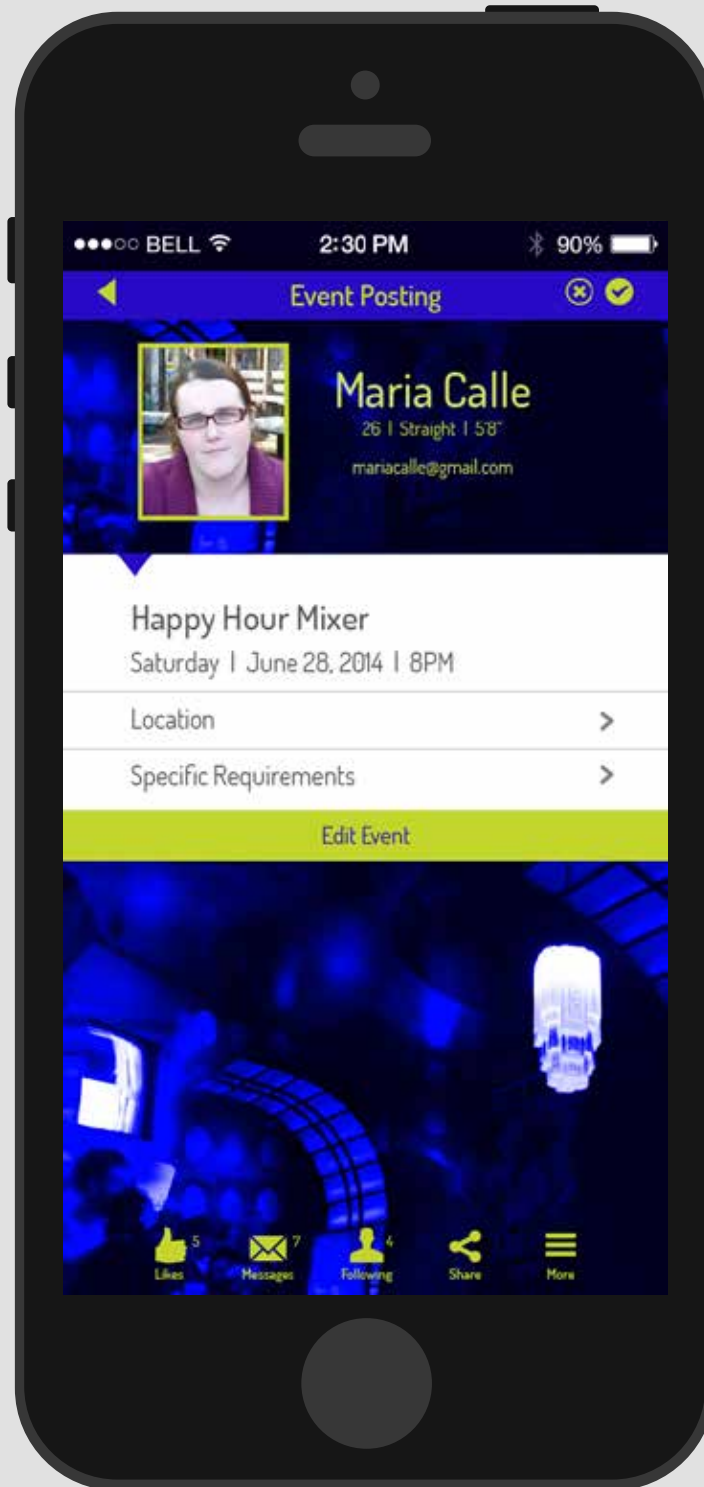 BELL 2:30 PM 90%
Event Posting
Maria Calle
26 | Straight | 5'8"
mariacalle@gmail.com
Happy Hour Mixer
Saturday | June 28, 2014 | 8PM
Location
Specific Requirements
Edit Event
5 7 4
Likes Messages Following Share More